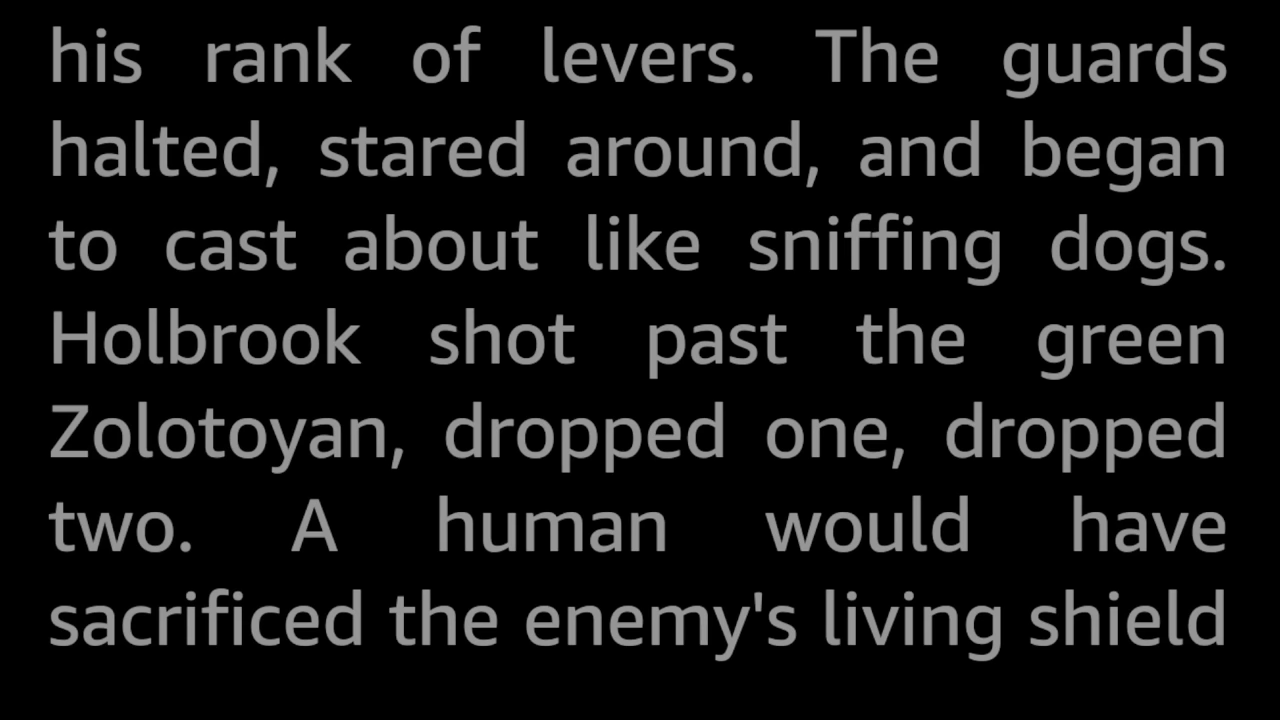 his rank of levers. The guards
halted, stared around, and began
to cast about like sniffing dogs.
Holbrook shot past the green
Zolotoyan, dropped one, dropped
two. A human would have
sacrificed the enemy's living shield